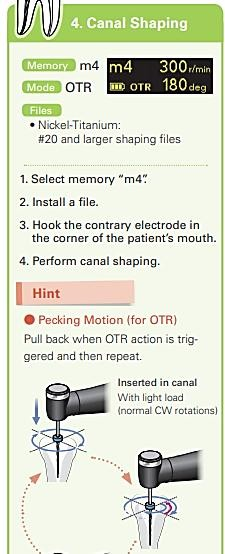 4. Canal Shaping
Memory m4
m4 300r/min
Mode OTR
OTR 180deg
Files
• Nickel-Titanium:
#20 and larger shaping files
1. Select memory “m4”.
2. Install a file.
3. Hook the contrary electrode in
the corner of the patient’s mouth.
4. Perform canal shaping.
Hint
Pecking Motion (for OTR)
Pull back when OTR action is trig-
gered and then repeat.
Inserted in canal
With light load
(normal CW rotations)